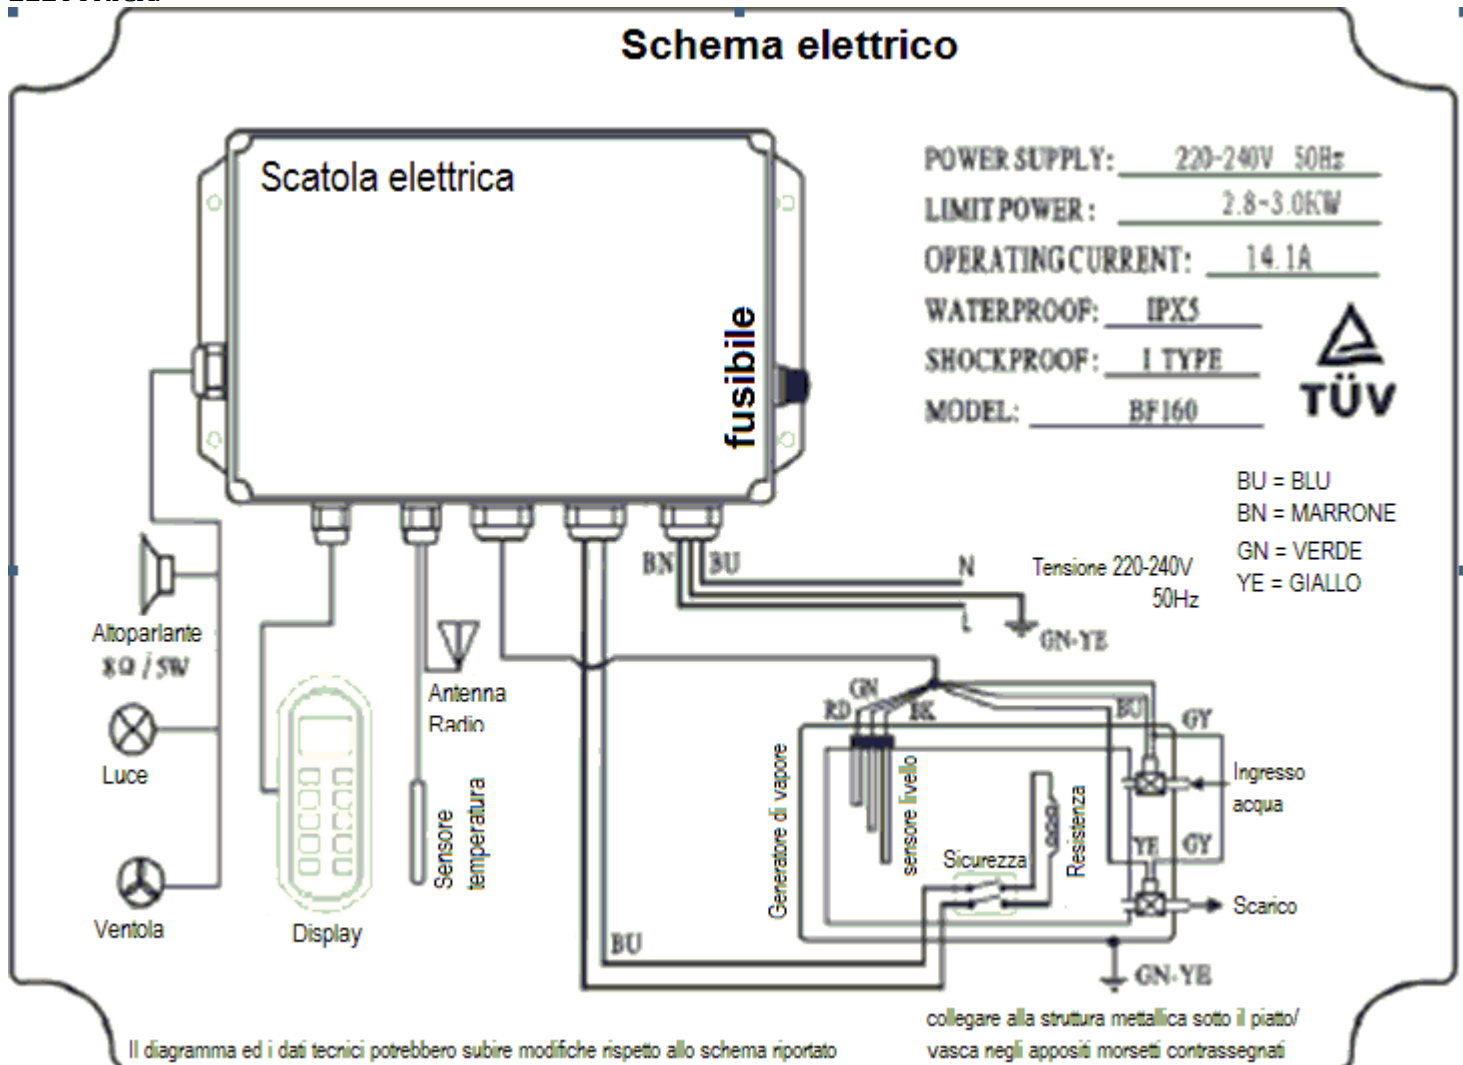 Schema elettrico
Scatola elettrica
fusibile
POWER SUPPLY: 220-240V 50Hz
LIMIT POWER: 2.8-3.0KW
OPERATING CURRENT: 14.1A
WATERPROOF: IPX5
SHOCKPROOF: I TYPE
MODEL: BF160
TÜV
BU = BLU
BN = MARRONE
GN = VERDE
YE = GIALLO
BN
BU
N
L
Tensione 220-240V
50Hz
GN-YE
Altoparlante
8Ω / 5W
Luce
Ventola
Display
Antenna
Radio
Sensore
temperatura
GN
RD
BK
BU
GY
Generatore di vapore
sensore livello
Sicurezza
Resistenza
Ingresso
acqua
YE
GY
Scarico
BU
GN-YE
collegare alla struttura metallica sotto il piatto/
vasca negli appositi morsetti contrassegnati
Il diagramma ed i dati tecnici potrebbero subire modifiche rispetto allo schema riportato